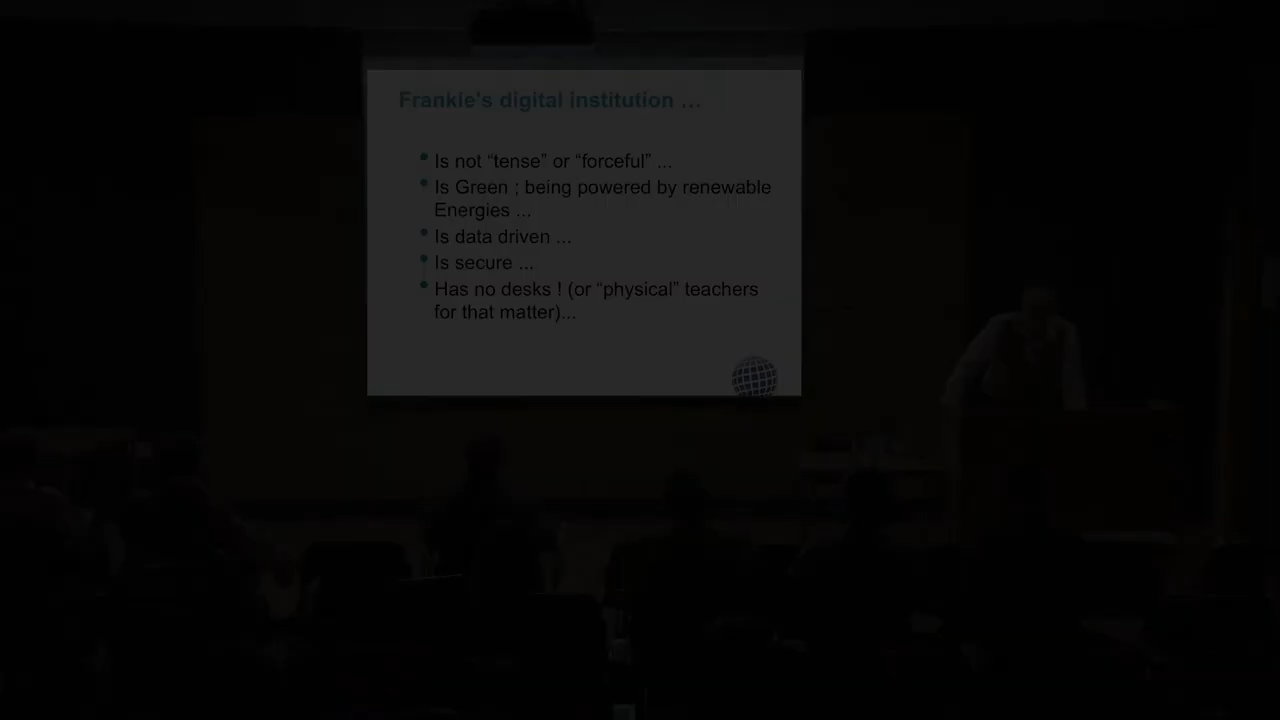 Frankie's digital institution ...
Is not “tense” or “forceful” ...
Is Green : being powered by renewable
Energies ...
Is data driven ...
Is secure ...
Has no desks ! (or “physical” teachers
for that matter)...